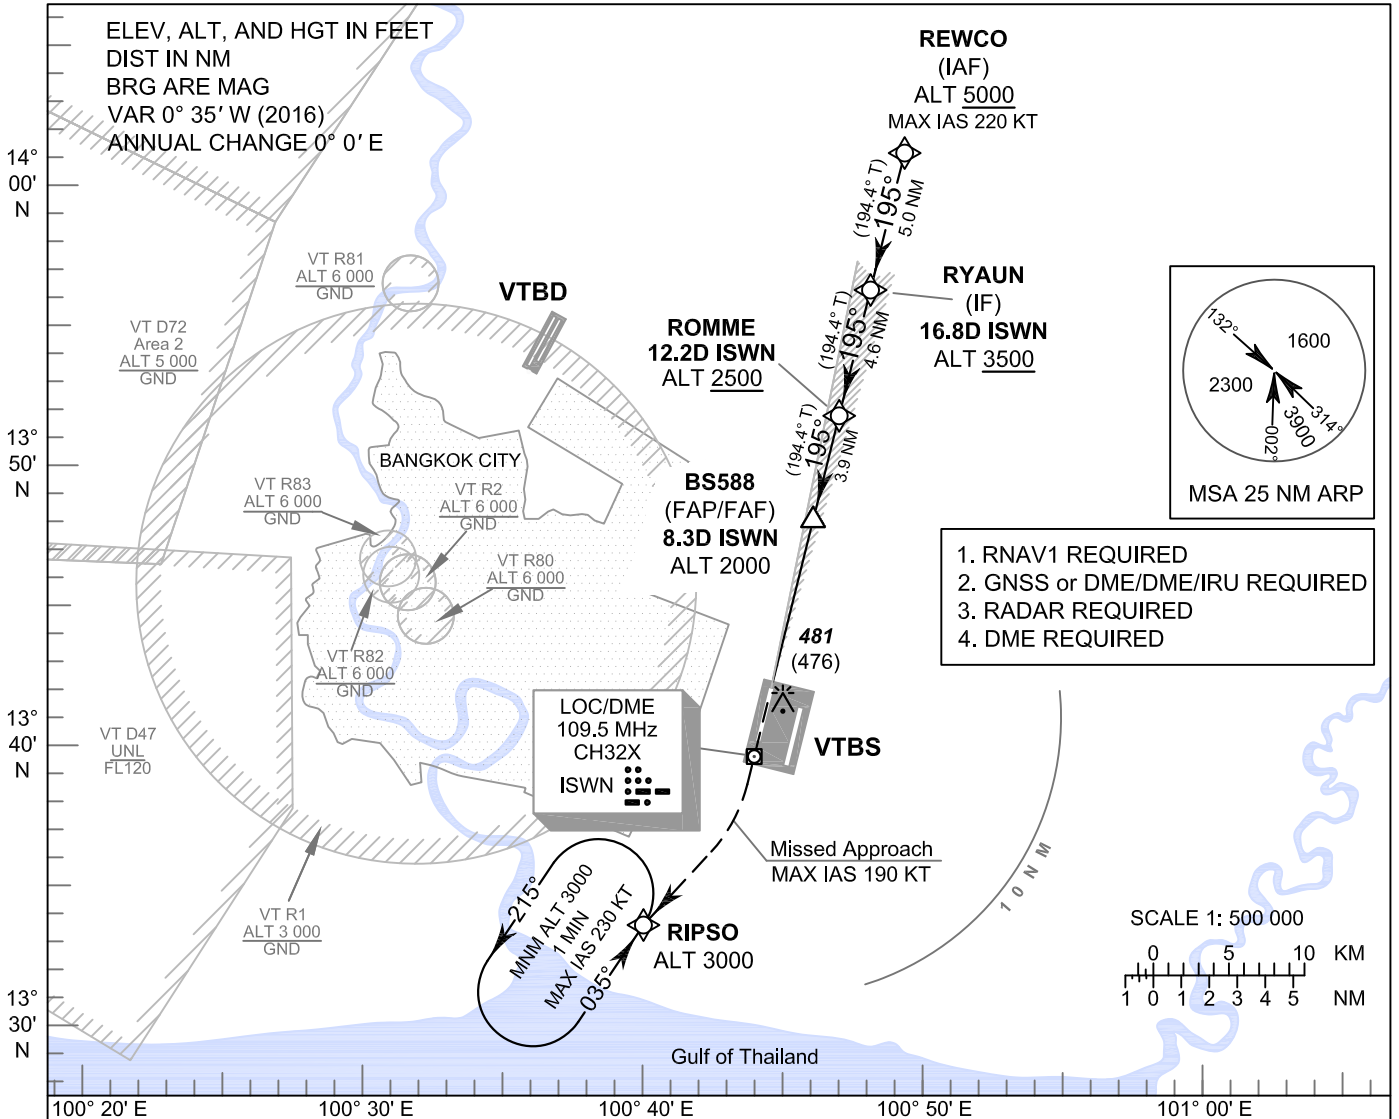 ELEV, ALT, AND HGT IN FEET
DIST IN NM
BRG ARE MAG
VAR 0° 35′ W (2016)
ANNUAL CHANGE 0° 0′ E
REWCO
(IAF)
ALT 5000
MAX IAS 220 KT
(194.4° T)
195°
5.0 NM
14°
00'
N
VT R81
ALT 6 000
GND
VTBD
RYAUN
(IF)
16.8D ISWN
ALT 3500
ROMME
12.2D ISWN
ALT 2500
(194.4° T)
195°
4.6 NM
VT D72
Area 2
ALT 5 000
GND
132°
1600
2300
3900
314°
002°
MSA 25 NM ARP
13°
50'
N
(194.4° T)
195°
3.9 NM
BANGKOK CITY
VT R83
ALT 6 000
GND
VT R2
ALT 6 000
GND
BS588
(FAP/FAF)
8.3D ISWN
ALT 2000
VT R80
ALT 6 000
GND
1. RNAV1 REQUIRED
2. GNSS or DME/DME/IRU REQUIRED
3. RADAR REQUIRED
4. DME REQUIRED
481
(476)
VT R82
ALT 6 000
GND
LOC/DME
109.5 MHz
CH32X
ISWN
VTBS
13°
40'
N
VT D47
UNL
FL120
Missed Approach
MAX IAS 190 KT
10 NM
215°
MNM ALT 3000
1 MIN
MAX IAS 230 KT
035°
RIPSO
ALT 3000
VT R1
ALT 3 000
GND
SCALE 1: 500 000
0 5 10 KM
1 0 1 2 3 4 5 NM
13°
30'
N
Gulf of Thailand
100° 20' E
100° 30' E
100° 40' E
100° 50' E
101° 00' E